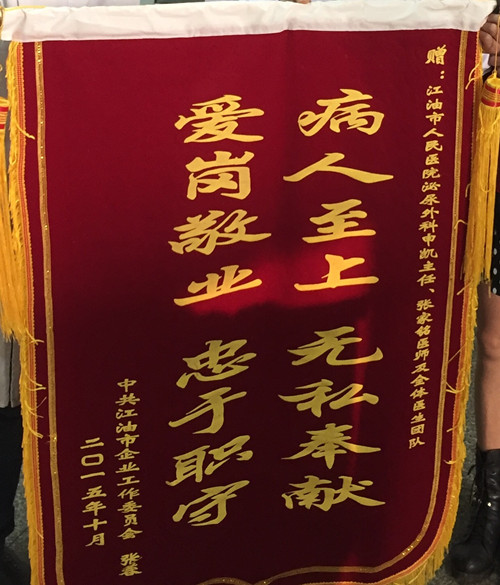 赠：江油市人民医院泌尿外科申凯主任、张家铭医师及全体医生团队
病人至上 无私奉献
爱岗敬业 忠于职守
中共江油市企业工作委员会 张春
二〇一五年十月